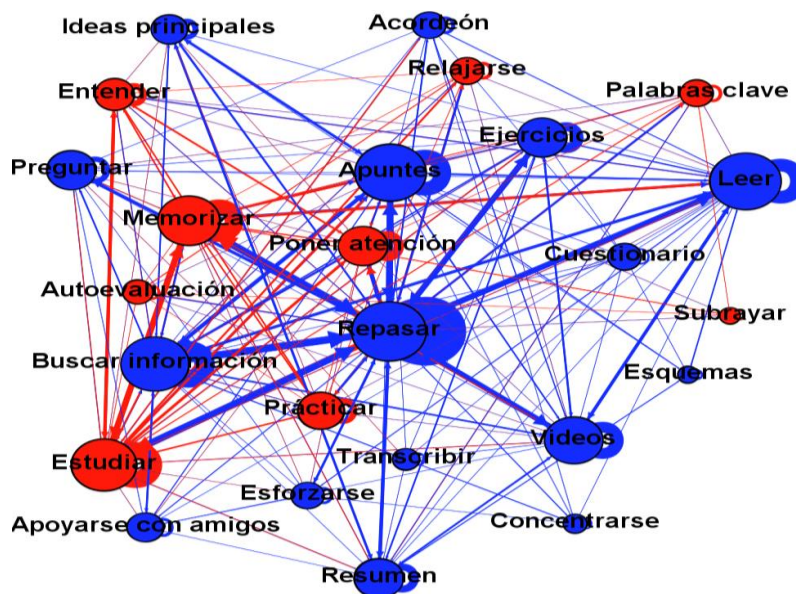 Ideas principales
Acordeón
Relajarse
Entender
Palabras clave
Ejercicios
Preguntar
Apuntes
Leer
Memorizar
Poner atención
Cuestionario
Autoevaluación
Subrayar
Repasar
Buscar información
Esquemas
Prácticar
Videos
Estudiar
Transcribir
Esforzarse
Apoyarse con amigos
Concentrarse
Resumen